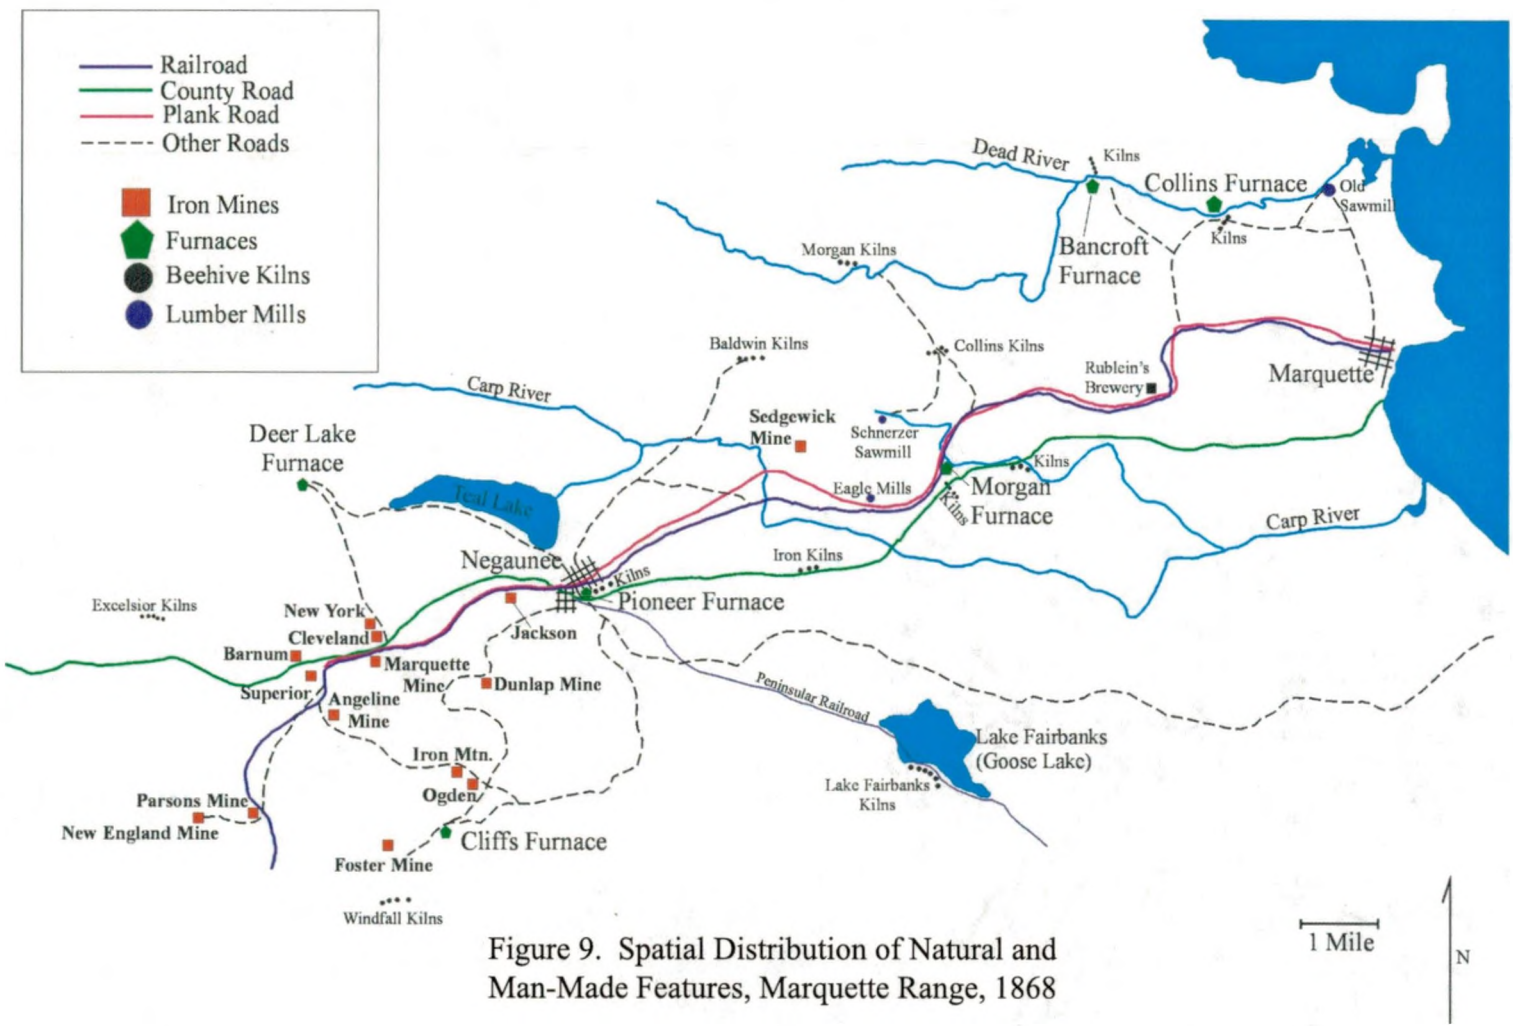 Railroad
County Road
Plank Road
Other Roads
Iron Mines
Furnaces
Beehive Kilns
Lumber Mills
Dead River
Kilns
Collins Furnace
Old
Sawmill
Kilns
Bancroft
Furnace
Morgan Kilns
Baldwin Kilns
Collins Kilns
Rublein's
Brewery
Marquette
Carp River
Sedgewick
Mine
Schnerzer
Sawmill
Deer Lake
Furnace
Teal Lake
Eagle Mills
Kilns
Morgan
Furnace
Kilns
Carp River
Negaunee
Iron Kilns
Kilns
Pioneer Furnace
Excelsior Kilns
New York
Cleveland
Jackson
Barnum
Marquette
Mine
Superior
Dunlap Mine
Angeline
Mine
Peninsular Railroad
Lake Fairbanks
(Goose Lake)
Iron Mtn.
Ogden
Lake Fairbanks
Kilns
Parsons Mine
New England Mine
Cliffs Furnace
Foster Mine
Windfall Kilns
Figure 9. Spatial Distribution of Natural and
Man-Made Features, Marquette Range, 1868
1 Mile
N